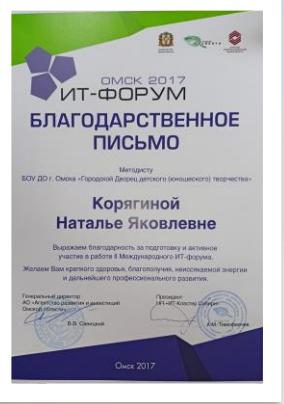 ОМСК 2017
ИТ-ФОРУМ
БЛАГОДАРСТВЕННОЕ
ПИСЬМО
Методисту
БОУ ДО г. Омска «Городской Дворец детского (юношеского) творчества»
Корягиной
Наталье Яковлевне
Выражаем благодарность за подготовку и активное
участие в работе II Международного ИТ-форума.
Желаем Вам крепкого здоровья, благополучия, неиссякаемой энергии
и дальнейшего профессионального развития.
Генеральный директор
АО «Агентство развития и инвестиций
Омской области»
В.В. Савицкий
Президент
НП «ИТ-Кластер Сибири»
А.М. Тимофейчев
Омск 2017